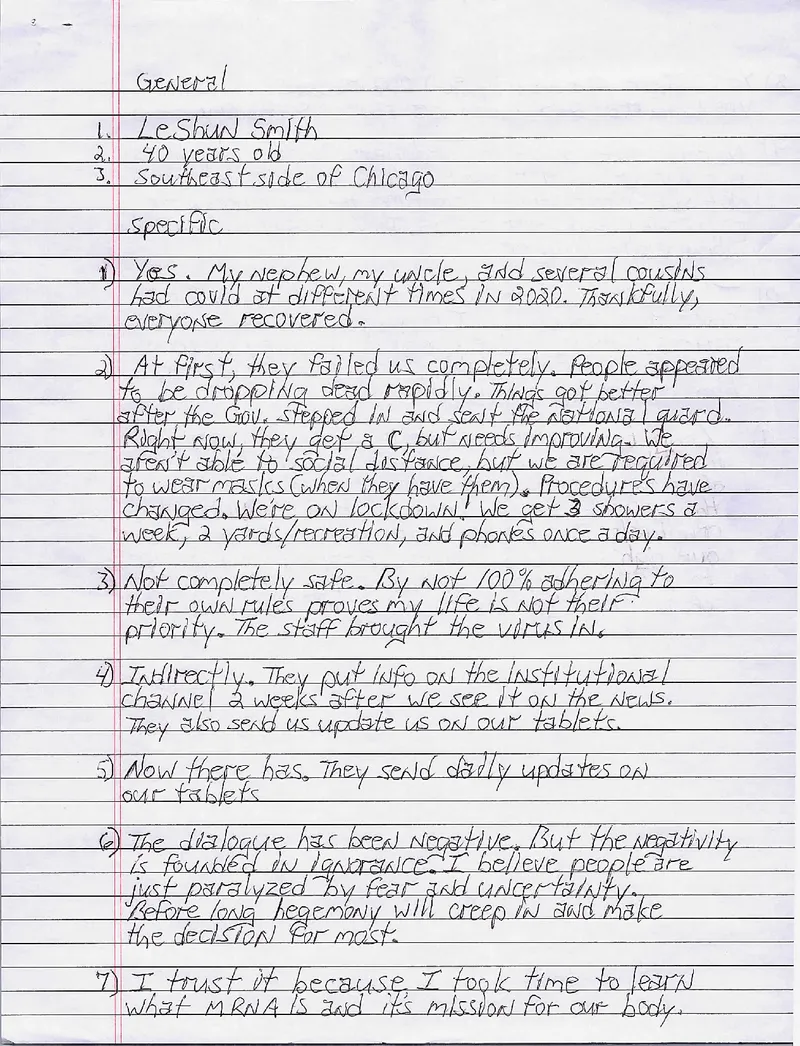 General
1. LeShun Smith
2. 40 years old
3. Southeast side of Chicago
Specific
1) Yes. My nephew, my uncle, and several cousins
had covid at different times in 2020. Thankfully,
everyone recovered.
2) At first, they failed us completely. People appeared
to be dropping dead rapidly. Things got better
after the Gov. stepped in and sent the national guard.
Right now, they get a C, but needs improving. We
aren't able to social distance, but we are required
to wear masks (when they have them). Procedures have
changed. We're on lockdown! We get 3 showers a
week, 2 yards/recreation, and phones once a day.
3) Not completely safe. By not 100% adhering to
their own rules proves my life is not their
priority. The staff brought the virus in.
4) Indirectly. They put info on the institutional
channel 2 weeks after we see it on the news.
They also send us update us on our tablets.
5) Now there has. They send daily updates on
our tablets
6) The dialogue has been negative. But the negativity
is founded in ignorance. I believe people are
just paralyzed by fear and uncertainty.
Before long hegemony will creep in and make
the decision for most.
7) I trust it because I took time to learn
what MRNA is and it's mission for our body.